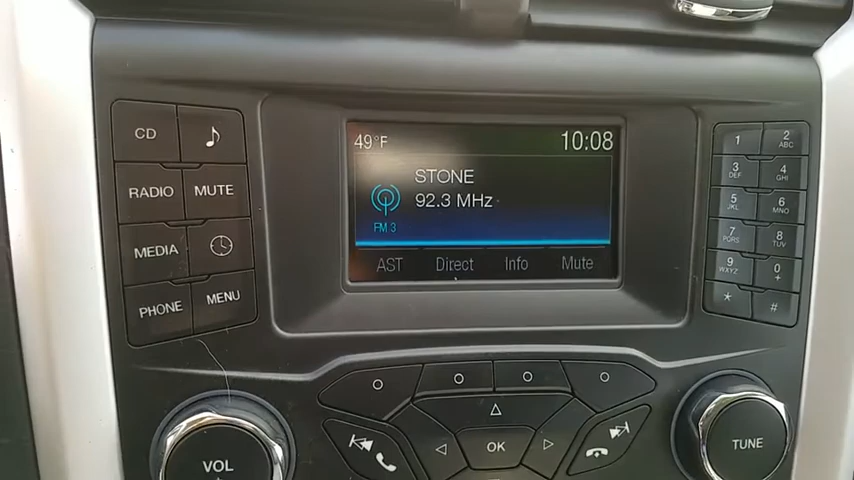 49°F 10:08
STONE
92.3 MHz
FM 3
AST Direct Info Mute
CD
RADIO MUTE
MEDIA
PHONE MENU
1 2 ABC
3 DEF 4 GHI
5 JKL 6 MNO
7 PQRS 8 TUV
9 WXYZ 0 +
* #
OK
VOL
TUNE